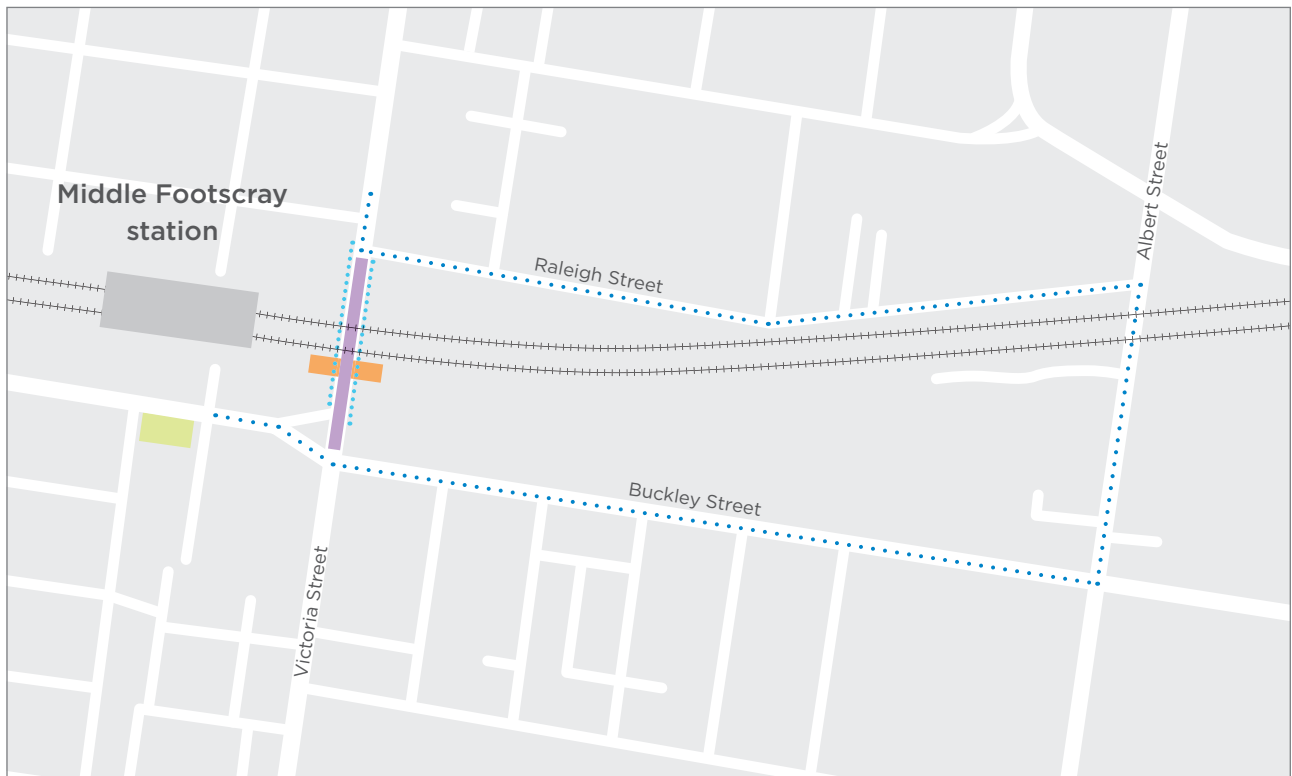 Middle Footscray
station
Albert Street
Raleigh Street
Buckley Street
Victoria Street